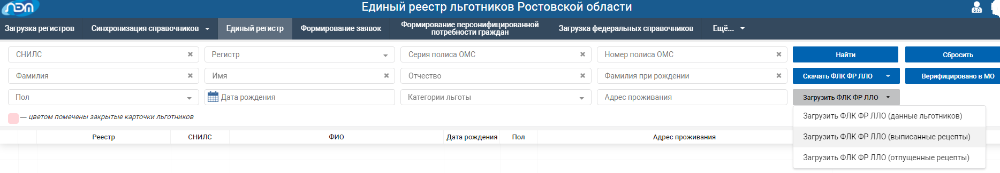 ЛЭМ
Единый реестр льготников Ростовской области
Загрузка регистров
Синхронизация справочников
Единый регистр
Формирование заявок
Формирование персонифицированной
потребности граждан
Загрузка федеральных справочников
Ещё...
СНИЛС
Регистр
Серия полиса ОМС
Номер полиса ОМС
Найти
Сбросить
Фамилия
Имя
Отчество
Фамилия при рождении
Скачать ФЛК ФР ЛЛО
Верифицировано в МО
Пол
Дата рождения
Категории льготы
Адрес проживания
Загрузить ФЛК ФР ЛЛО
— цветом помечены закрытые карточки льготников
Загрузить ФЛК ФР ЛЛО (данные льготников)
Реестр
СНИЛС
ФИО
Дата рождения
Пол
Адрес проживания
Загрузить ФЛК ФР ЛЛО (выписанные рецепты)
Загрузить ФЛК ФР ЛЛО (отпущенные рецепты)